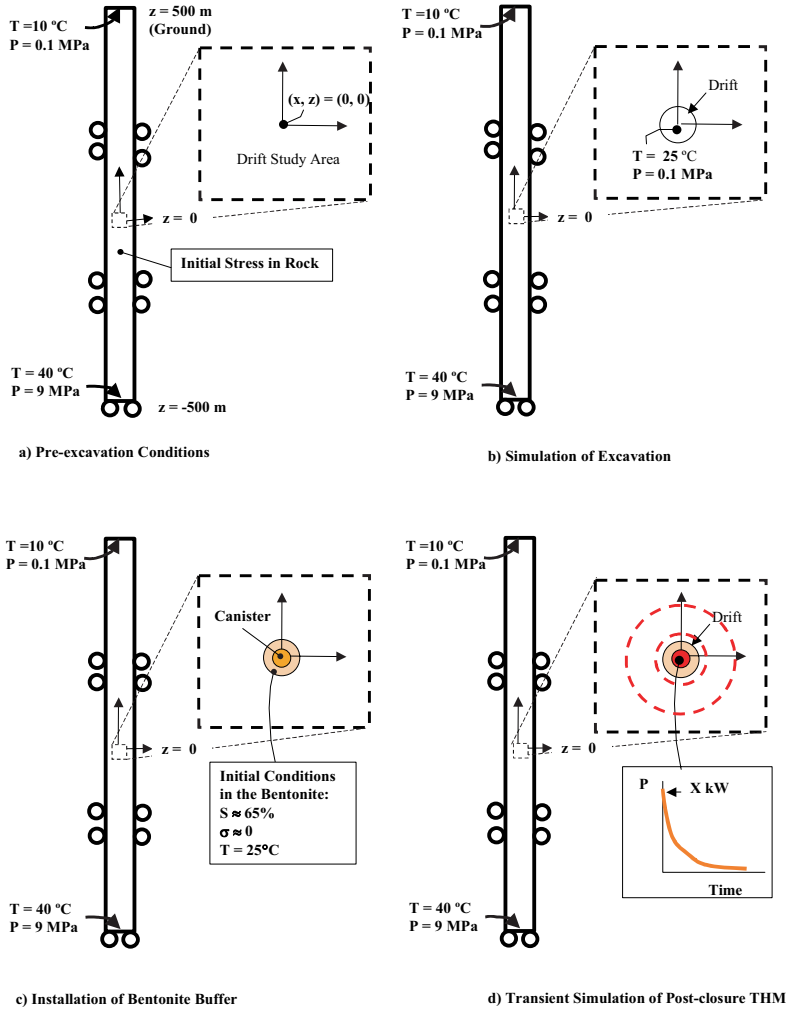 T =10 ºC
P = 0.1 MPa
z = 500 m
(Ground)
(x, z) = (0, 0)
Drift Study Area
z = 0
Initial Stress in Rock
T = 40 ºC
P = 9 MPa
z = -500 m
a) Pre-excavation Conditions
T =10 ºC
P = 0.1 MPa
Drift
T = 25 ºC
P = 0.1 MPa
z = 0
T = 40 ºC
P = 9 MPa
b) Simulation of Excavation
T =10 ºC
P = 0.1 MPa
Canister
z = 0
Initial Conditions
in the Bentonite:
S ≈ 65%
σ ≈ 0
T = 25°C
T = 40 ºC
P = 9 MPa
c) Installation of Bentonite Buffer
T =10 ºC
P = 0.1 MPa
Drift
z = 0
P
X kW
Time
T = 40 ºC
P = 9 MPa
d) Transient Simulation of Post-closure THM